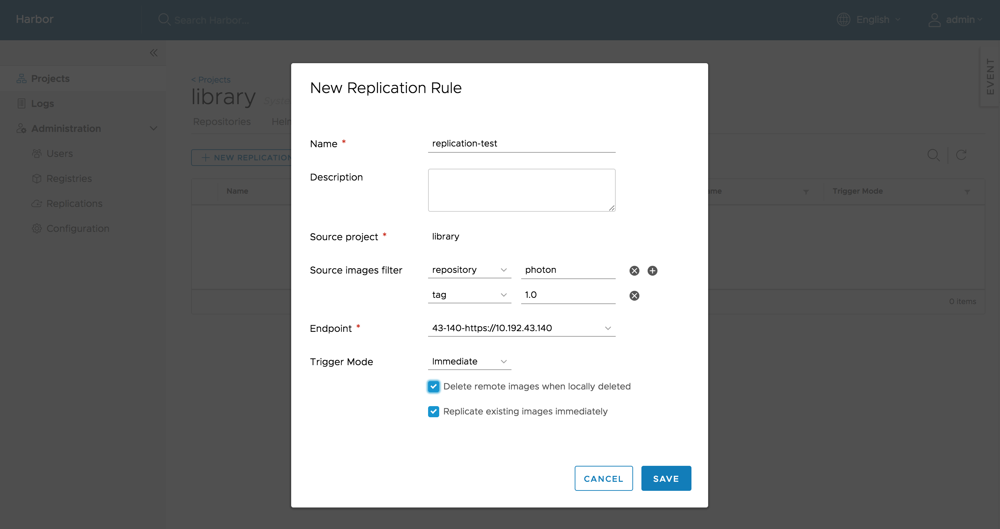 Harbor
Search Harbor...
English
admin
EVENT
Projects
Logs
Administration
Users
Registries
Replications
Configuration
< Projects
library
Repositories
NEW REPLICATION
Name
Trigger Mode
0 items
New Replication Rule
Name *
replication-test
Description
Source project *
library
Source images filter
repository
photon
tag
1.0
Endpoint *
43-140-https://10.192.43.140
Trigger Mode
Immediate
Delete remote images when locally deleted
Replicate existing images immediately
CANCEL
SAVE